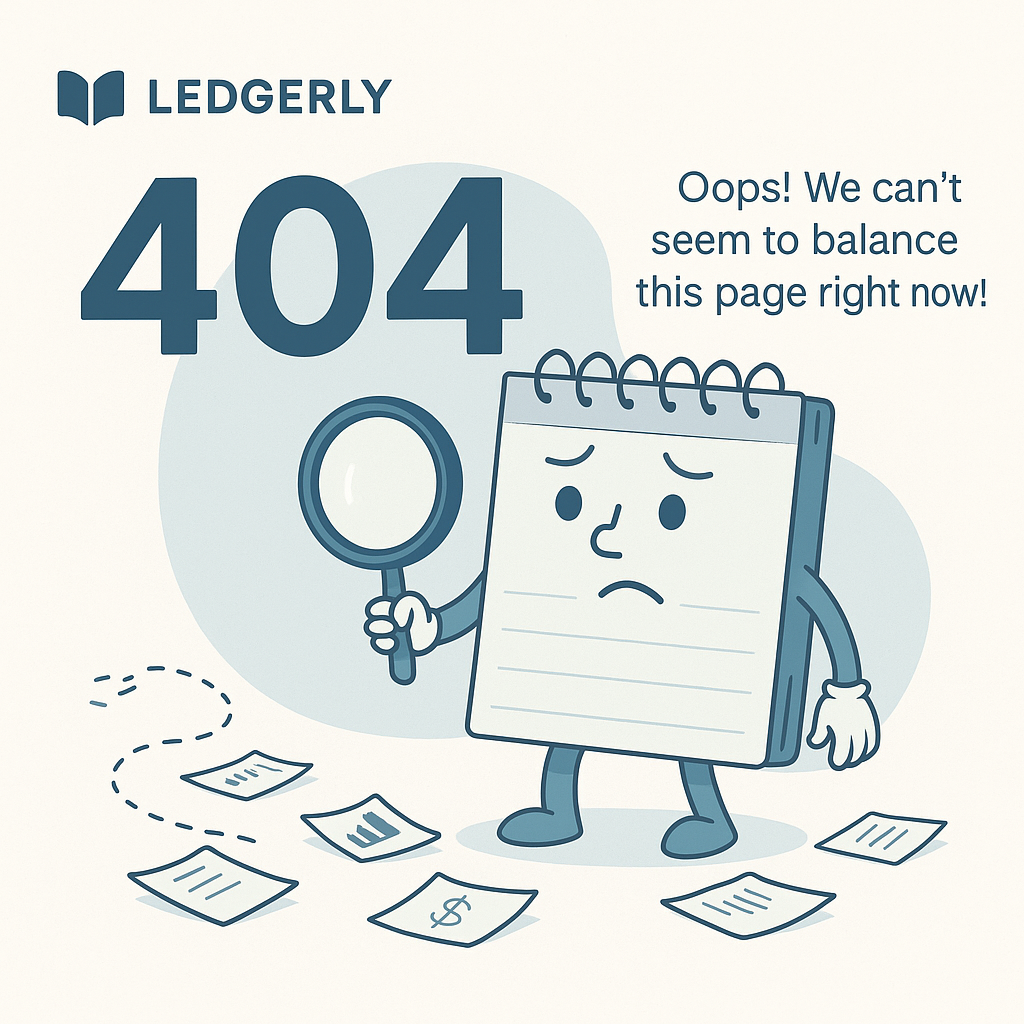 LEDGERLY
404
Oops! We can’t
seem to balance
this page right now!
$